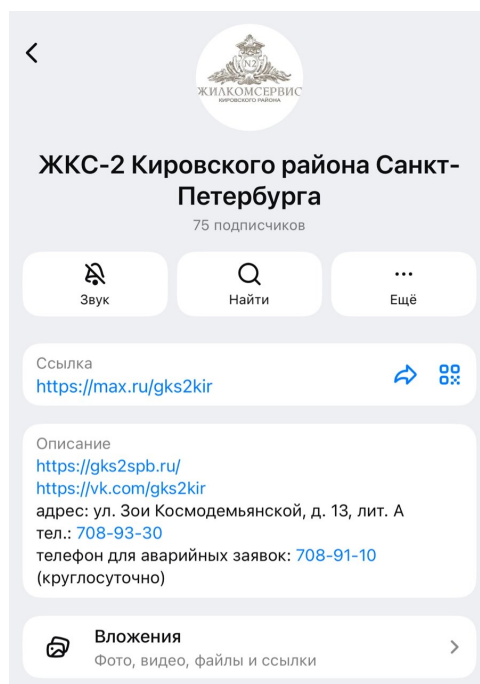 N2
ЖИЛКОМСЕРВИС
КИРОВСКОГО РАЙОНА
ЖКС-2 Кировского района Санкт-
Петербурга
75 подписчиков
Звук
Найти
Ещё
Ссылка
https://max.ru/gks2kir
Описание
https://gks2spb.ru/
https://vk.com/gks2kir
адрес: ул. Зои Космодемьянской, д. 13, лит. А
тел.: 708-93-30
телефон для аварийных заявок: 708-91-10
(круглосуточно)
Вложения
Фото, видео, файлы и ссылки